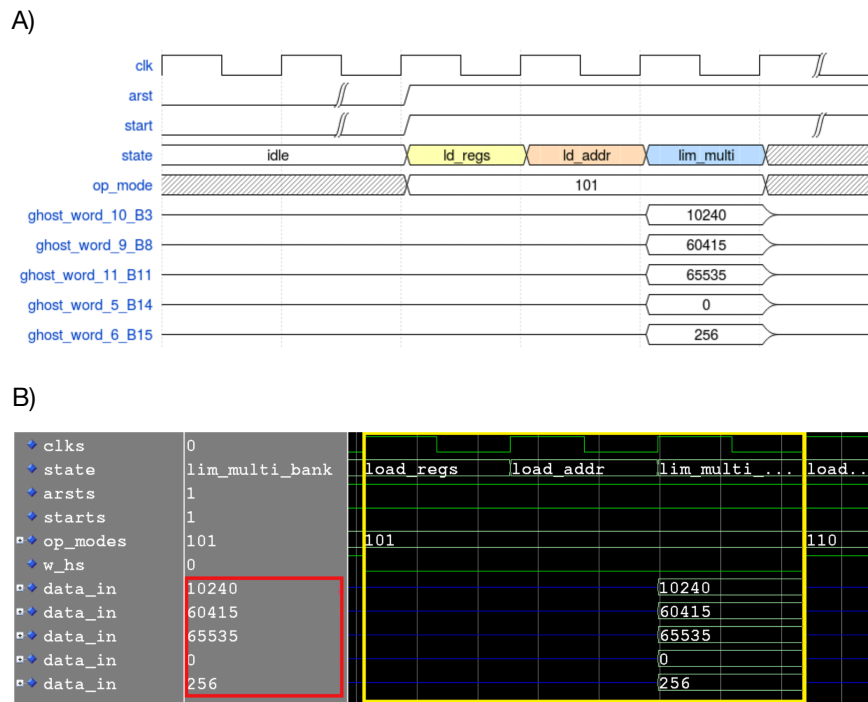 A)
clk
arst
start
state idle ld_regs ld_addr lim_multi
op_mode 101
ghost_word_10_B3 10240
ghost_word_9_B8 60415
ghost_word_11_B11 65535
ghost_word_5_B14 0
ghost_word_6_B15 256
B)
clks 0
state lim_multi_bank load_regs load_addr lim_multi_... load..
arsts 1
starts 1
op_modes 101 101 110
w_hs 0
data_in 10240 10240
data_in 60415 60415
data_in 65535 65535
data_in 0 0
data_in 256 256